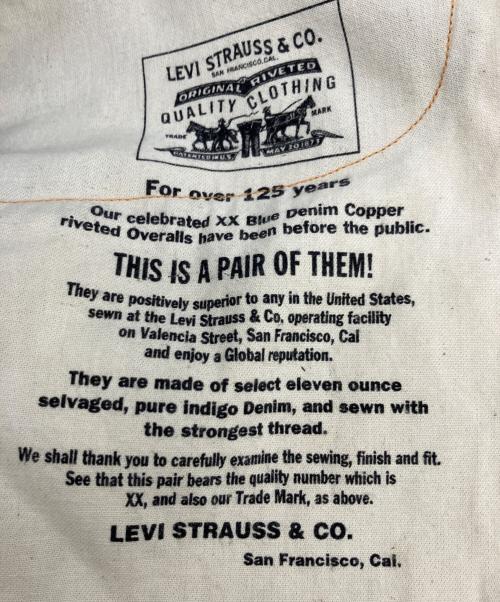 LEVI STRAUSS & CO.
SAN FRANCISCO, CAL.
ORIGINAL RIVETED
QUALITY CLOTHING
TRADE MARK
PATENTED IN U.S. MAY 20 1873
For over 125 years
Our celebrated XX Blue Denim Copper
riveted Overalls have been before the public.
THIS IS A PAIR OF THEM!
They are positively superior to any in the United States,
sewn at the Levi Strauss & Co, operating facility
on Valencia Street, San Francisco, Cal
and enjoy a Global reputation.
They are made of select eleven ounce
selvaged, pure indigo Denim, and sewn with
the strongest thread.
We shall thank you to carefully examine the sewing, finish and fit.
See that this pair bears the quality number which is
XX, and also our Trade Mark, as above.
LEVI STRAUSS & CO.
San Francisco, Cal.